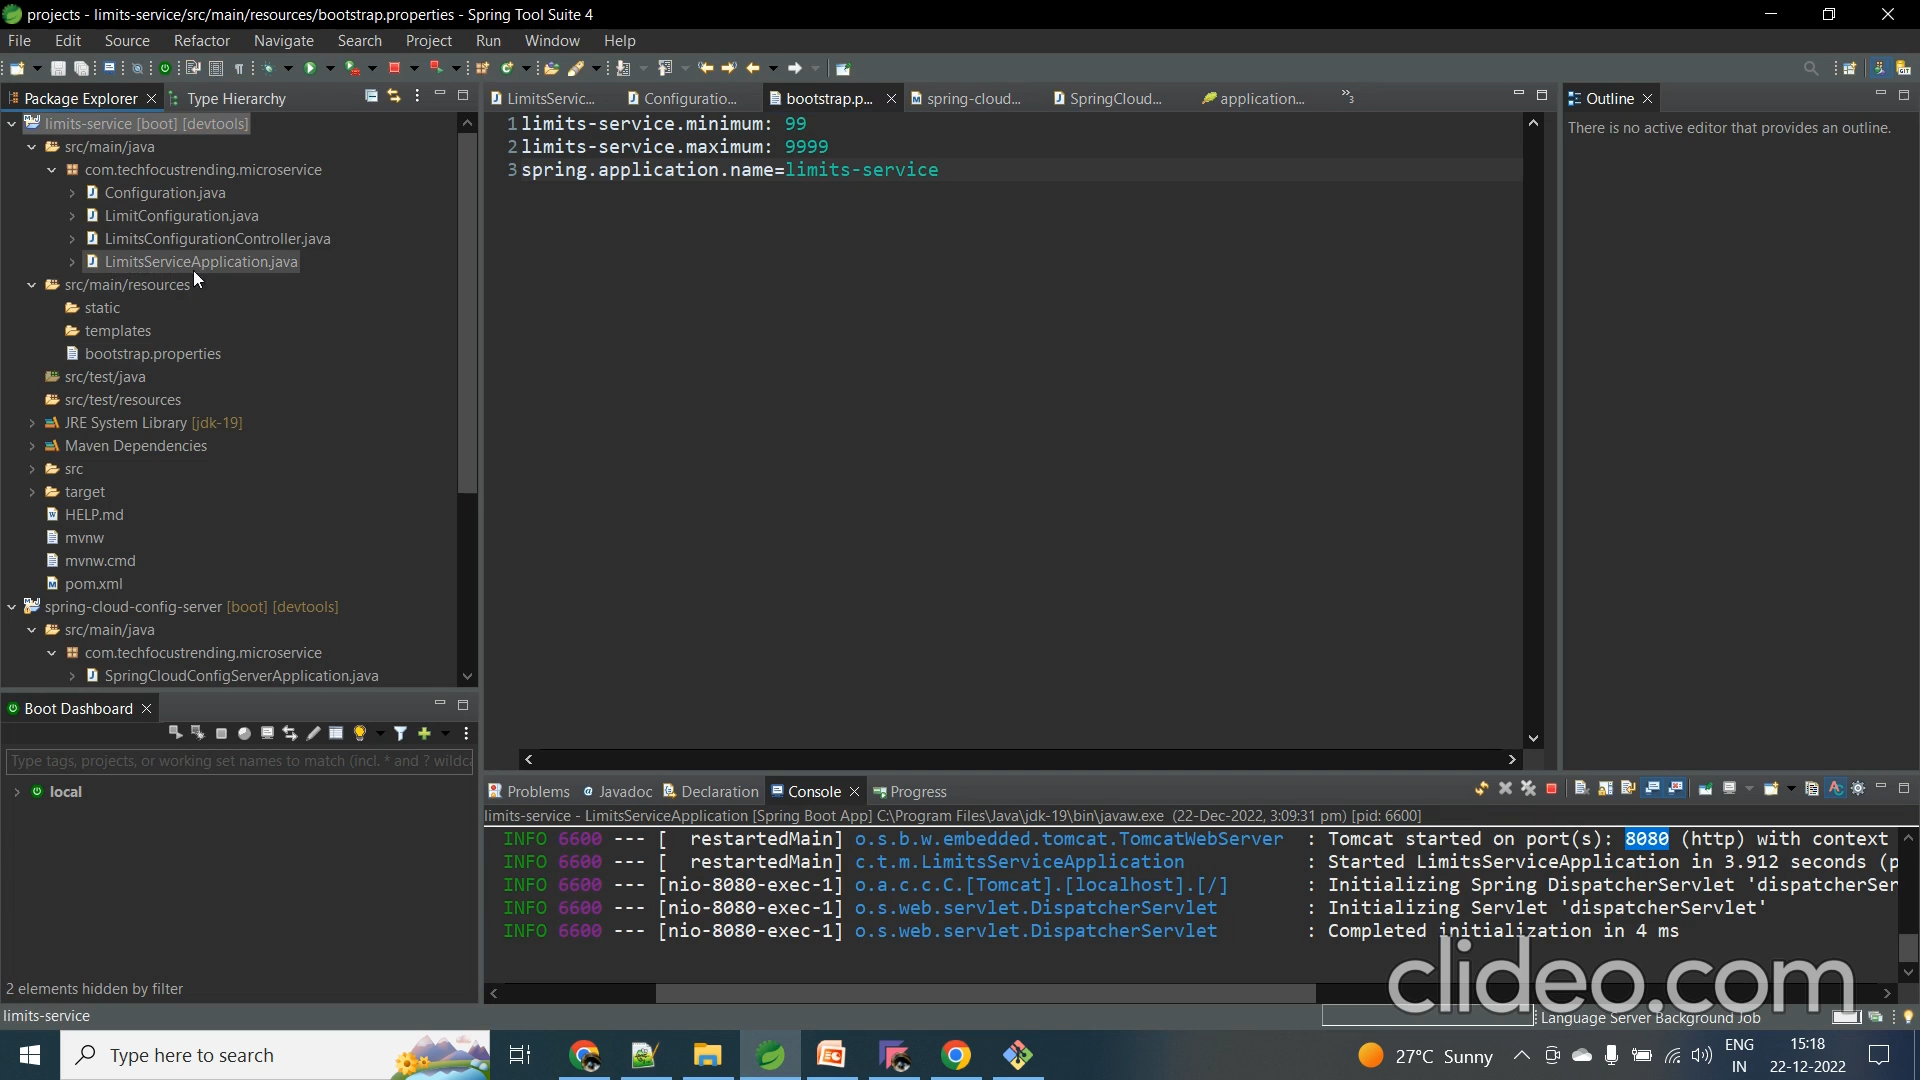 projects - limits-service/src/main/resources/bootstrap.properties - Spring Tool Suite 4
File Edit Source Refactor Navigate Search Project Run Window Help
Package Explorer
Type Hierarchy
LimitsServic...
Configuratio...
bootstrap.p...
spring-cloud...
SpringCloud...
application...
»3
Outline
limits-service [boot] [devtools]
src/main/java
com.techfocustrending.microservice
Configuration.java
LimitConfiguration.java
LimitsConfigurationController.java
LimitsServiceApplication.java
src/main/resources
static
templates
bootstrap.properties
src/test/java
src/test/resources
JRE System Library [jdk-19]
Maven Dependencies
src
target
HELP.md
mvnw
mvnw.cmd
pom.xml
spring-cloud-config-server [boot] [devtools]
src/main/java
com.techfocustrending.microservice
SpringCloudConfigServerApplication.java
1 limits-service.minimum: 99
2 limits-service.maximum: 9999
3 spring.application.name=limits-service
There is no active editor that provides an outline.
Boot Dashboard
Type tags, projects, or working set names to match (incl. * and ? wildca
local
2 elements hidden by filter
Problems Javadoc Declaration Console Progress
limits-service - LimitsServiceApplication [Spring Boot App] C:\Program Files\Java\jdk-19\bin\javaw.exe (22-Dec-2022, 3:09:31 pm) [pid: 6600]
INFO 6600 --- [ restartedMain] o.s.b.w.embedded.tomcat.TomcatWebServer : Tomcat started on port(s): 8080 (http) with context
INFO 6600 --- [ restartedMain] c.t.m.LimitsServiceApplication : Started LimitsServiceApplication in 3.912 seconds (p
INFO 6600 --- [nio-8080-exec-1] o.a.c.c.C.[Tomcat].[localhost].[/] : Initializing Spring DispatcherServlet 'dispatcherSer
INFO 6600 --- [nio-8080-exec-1] o.s.web.servlet.DispatcherServlet : Initializing Servlet 'dispatcherServlet'
INFO 6600 --- [nio-8080-exec-1] o.s.web.servlet.DispatcherServlet : Completed initialization in 4 ms
clideo.com
limits-service
Language Server Background Job
Type here to search
27°C Sunny
ENG
IN
15:18
22-12-2022